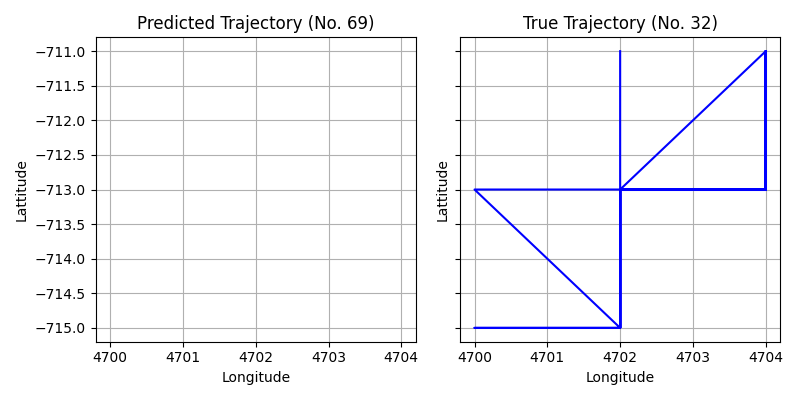 Predicted Trajectory (No. 69)
True Trajectory (No. 32)
Lattitude
−711.0
−711.5
−712.0
−712.5
−713.0
−713.5
−714.0
−714.5
−715.0
4700 4701 4702 4703 4704
Longitude
Lattitude
4700 4701 4702 4703 4704
Longitude